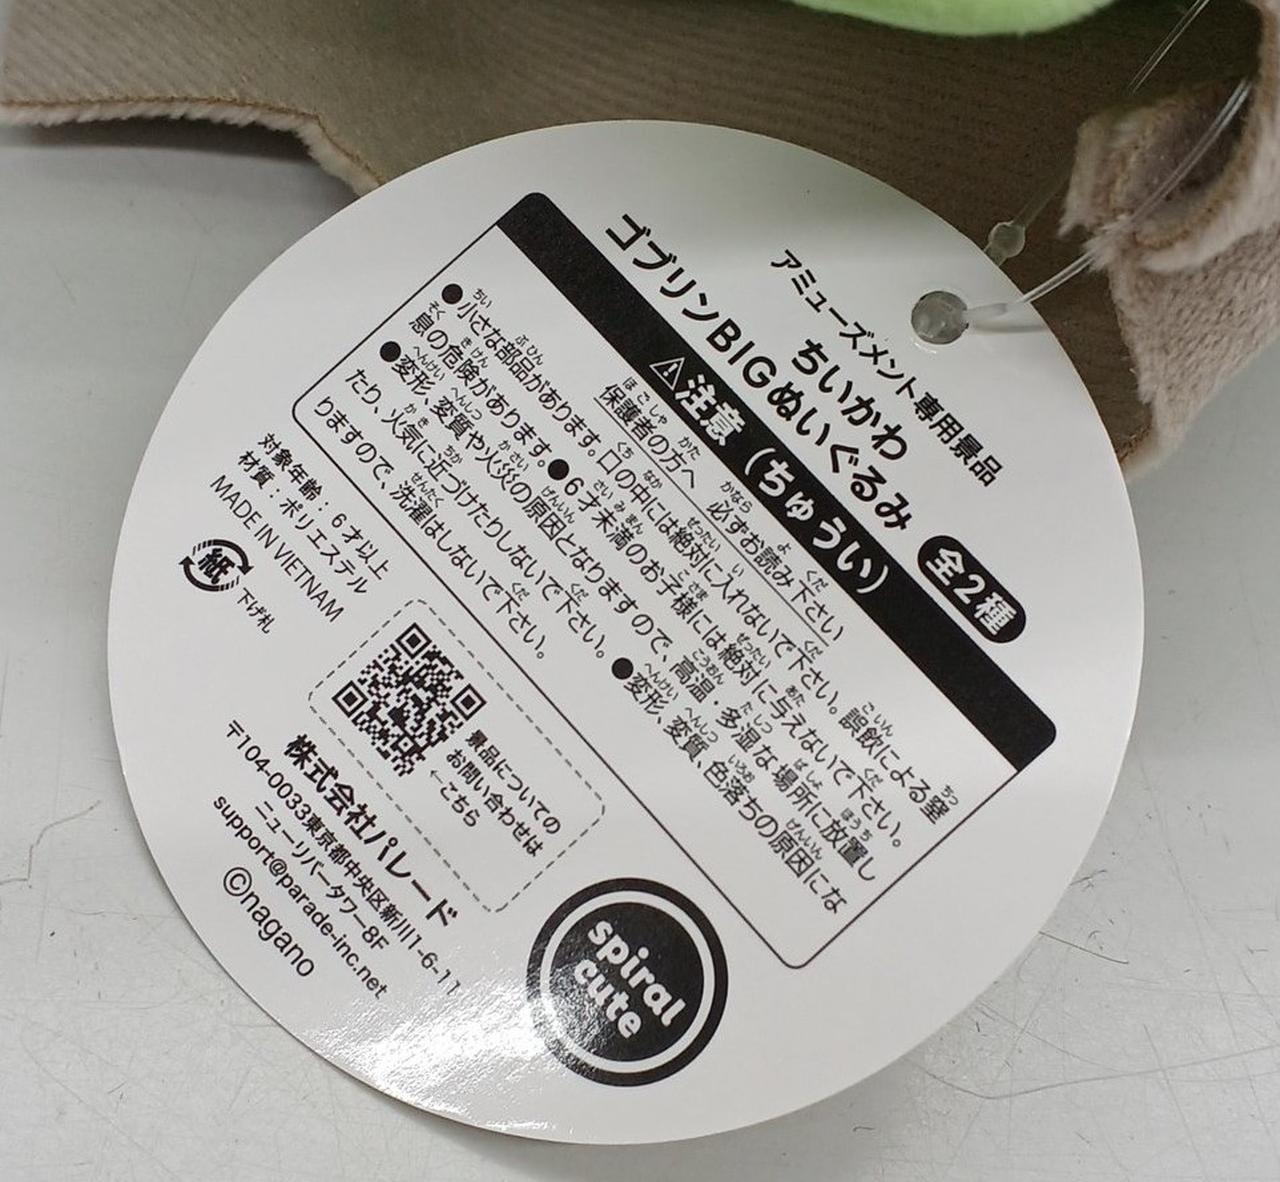 アミューズメント専用景品
ちいかわ
ゴブリンBIGぬいぐるみ 全2種
⚠注意（ちゅうい）
保護者の方へ 必ずお読み下さい
●小さな部品があります。口の中には絶対に入れないで下さい。誤飲による窒
息の危険があります。●6才未満のお子様には絶対に与えないで下さい。
●変形、変質や火災の原因となりますので、高温・多湿な場所に放置し
たり、火気に近づけたりしないで下さい。●変形、変質、色落ちの原因にな
りますので、洗濯はしないで下さい。
対象年齢：6才以上
材質：ポリエステル
MADE IN VIETNAM
紙 下げ札
景品についての
お問い合わせは
←こちら
株式会社パレード
〒104-0033東京都中央区新川1-6-11
ニューリバータワー8F
support@parade-inc.net
©nagano
spiral
cute